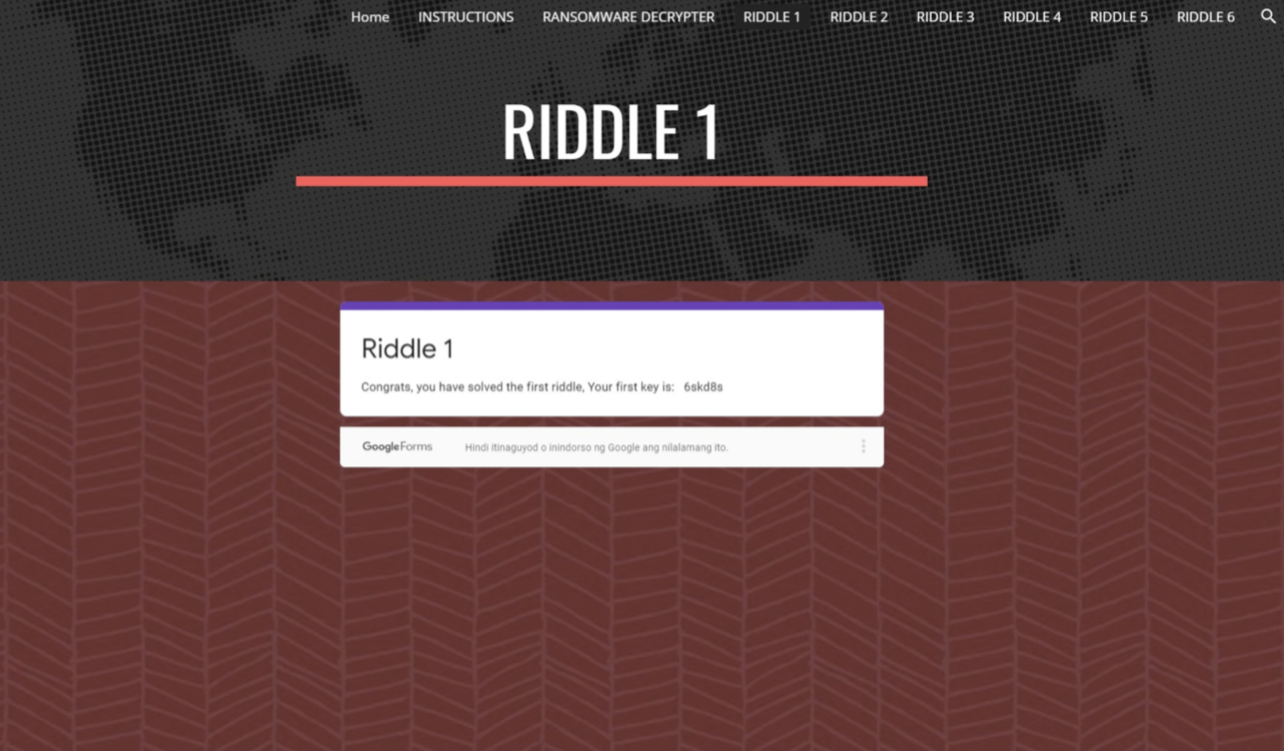 Home INSTRUCTIONS RANSOMWARE DECRYPTER RIDDLE 1 RIDDLE 2 RIDDLE 3 RIDDLE 4 RIDDLE 5 RIDDLE 6
RIDDLE 1
Riddle 1
Congrats, you have solved the first riddle, Your first key is: 6skd8s
GoogleForms Hindi itinaguyod o inindorso ng Google ang nilalamang ito.